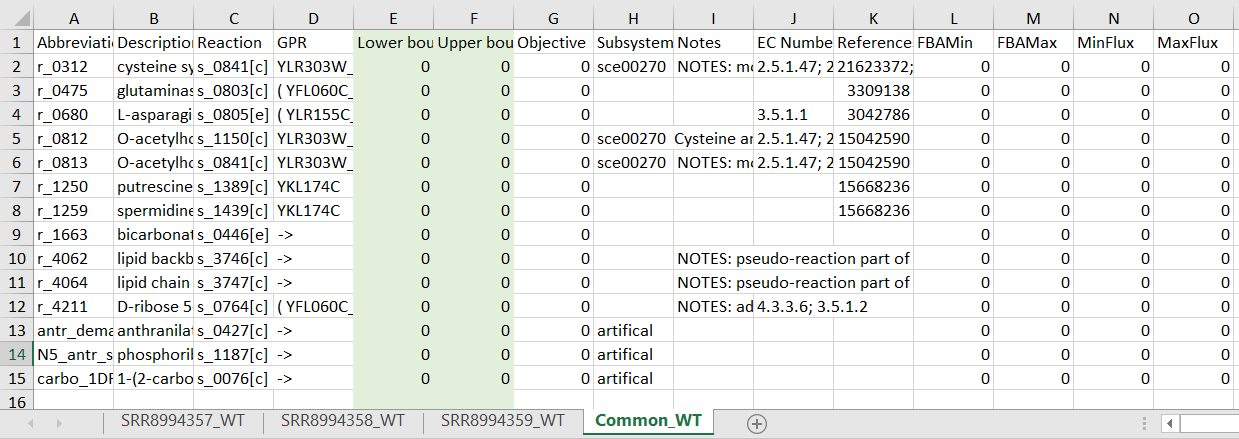 A B C D E F G H I J K L M N O
1 Abbreviati Description Reaction GPR Lower bou Upper bou Objective Subsystem Notes EC Numbe Reference FBAMin FBAMax MinFlux MaxFlux
2 r_0312 cysteine sy s_0841[c] YLR303W_ 0 0 0 sce00270 NOTES: mo 2.5.1.47; 2 21623372; 0 0 0 0
3 r_0475 glutaminas s_0803[c] ( YFL060C_ 0 0 0 3309138 0 0 0 0
4 r_0680 L-asparagi s_0805[e] ( YLR155C_ 0 0 0 3.5.1.1 3042786 0 0 0 0
5 r_0812 O-acetylho s_1150[c] YLR303W_ 0 0 0 sce00270 Cysteine an 2.5.1.47; 2 15042590 0 0 0 0
6 r_0813 O-acetylho s_0841[c] YLR303W_ 0 0 0 sce00270 NOTES: mo 2.5.1.47; 2 15042590 0 0 0 0
7 r_1250 putrescine s_1389[c] YKL174C 0 0 0 15668236 0 0 0 0
8 r_1259 spermidine s_1439[c] YKL174C 0 0 0 15668236 0 0 0 0
9 r_1663 bicarbonat s_0446[e] -> 0 0 0 0 0 0 0
10 r_4062 lipid backb s_3746[c] -> 0 0 0 NOTES: pseudo-reaction part of 0 0 0 0
11 r_4064 lipid chain s_3747[c] -> 0 0 0 NOTES: pseudo-reaction part of 0 0 0 0
12 r_4211 D-ribose 5- s_0764[c] ( YFL060C_ 0 0 0 NOTES: ad 4.3.3.6; 3.5.1.2 0 0 0 0
13 antr_dema anthranilat s_0427[c] -> 0 0 0 artifical 0 0 0 0
14 N5_antr_s phosphorib s_1187[c] -> 0 0 0 artifical 0 0 0 0
15 carbo_1DF 1-(2-carbo s_0076[c] -> 0 0 0 artifical 0 0 0 0
16
SRR8994357_WT SRR8994358_WT SRR8994359_WT Common_WT